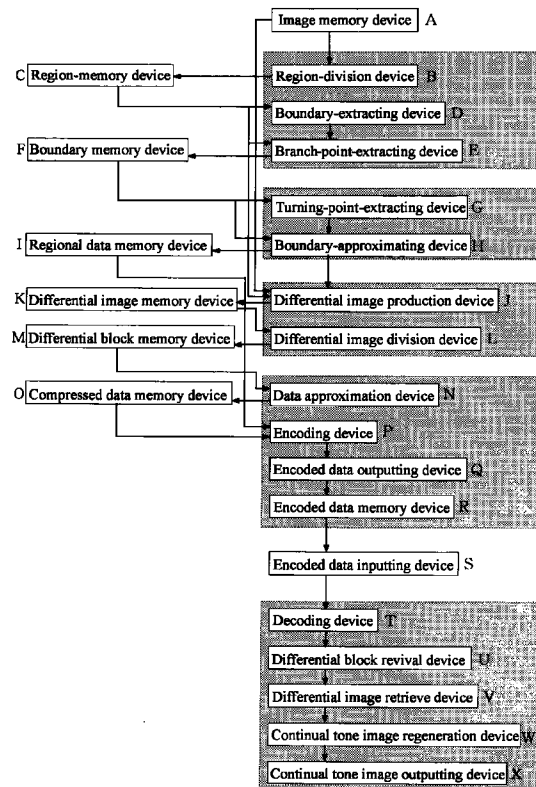 Image memory device A
C Region-memory device Region-division device B
Boundary-extracting device D
F Boundary memory device Branch-point-extracting device E
Turning-point-extracting device G
I Regional data memory device Boundary-approximating device H
K Differential image memory device Differential image production device J
M Differential block memory device Differential image division device L
O Compressed data memory device Data approximation device N
Encoding device P
Encoded data outputting device Q
Encoded data memory device R
Encoded data inputting device S
Decoding device T
Differential block revival device U
Differential image retrieve device V
Continual tone image regeneration device W
Continual tone image outputting device X